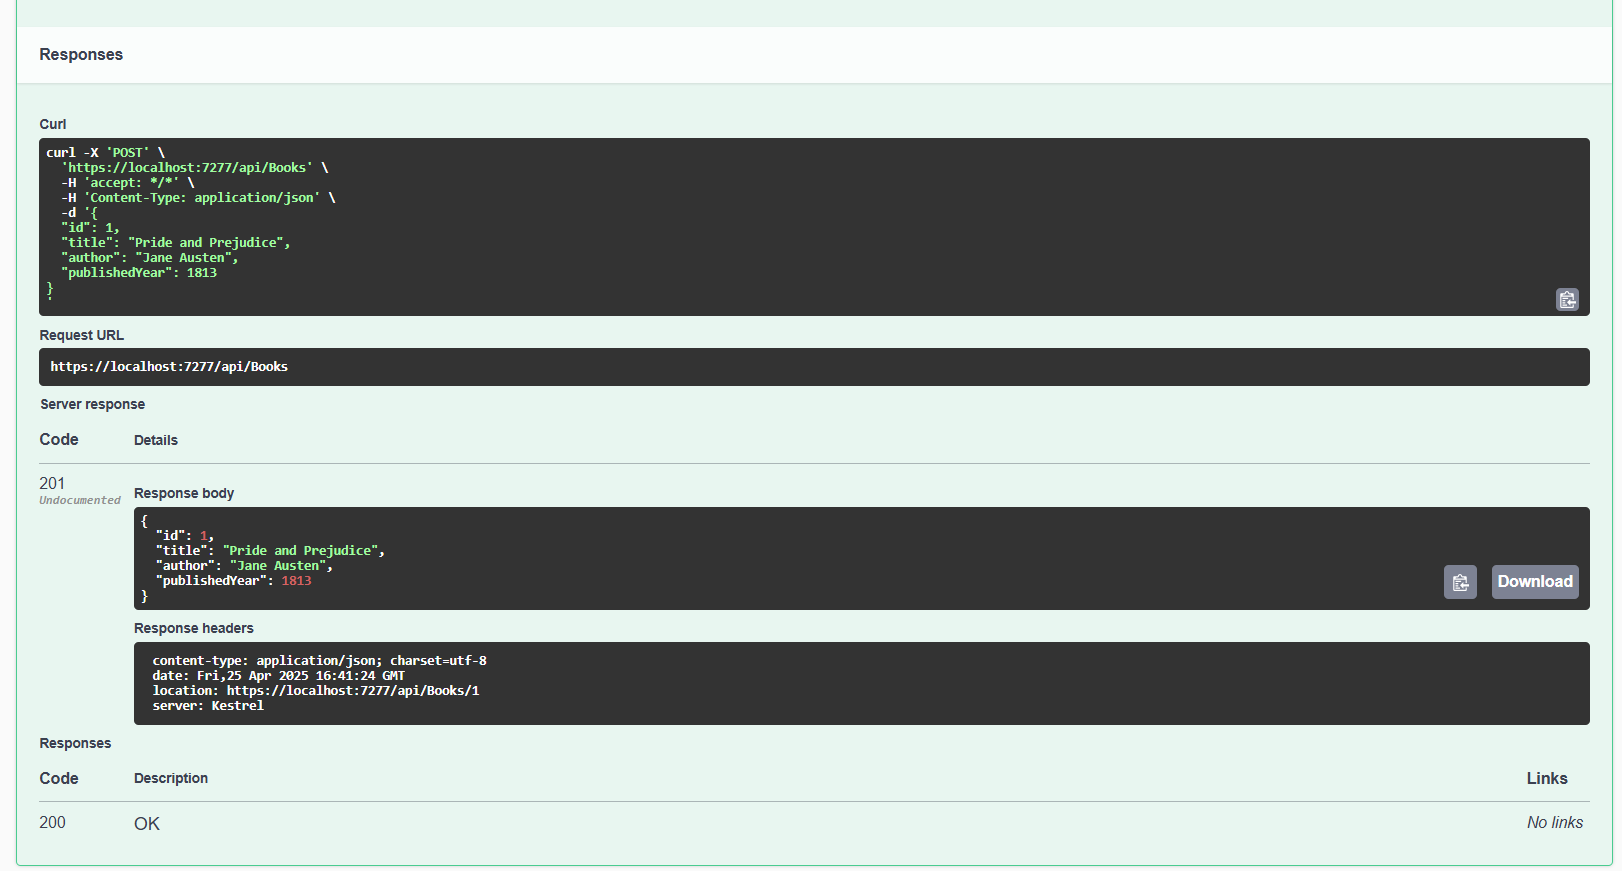 Responses
Curl
curl -X 'POST' \
  'https://localhost:7277/api/Books' \
  -H 'accept: */*' \
  -H 'Content-Type: application/json' \
  -d '{
  "id": 1,
  "title": "Pride and Prejudice",
  "author": "Jane Austen",
  "publishedYear": 1813
}
'
Request URL
https://localhost:7277/api/Books
Server response
Code Details
201
Undocumented
Response body
{
  "id": 1,
  "title": "Pride and Prejudice",
  "author": "Jane Austen",
  "publishedYear": 1813
}
Download
Response headers
content-type: application/json; charset=utf-8
date: Fri,25 Apr 2025 16:41:24 GMT
location: https://localhost:7277/api/Books/1
server: Kestrel
Responses
Code Description Links
200 OK No links